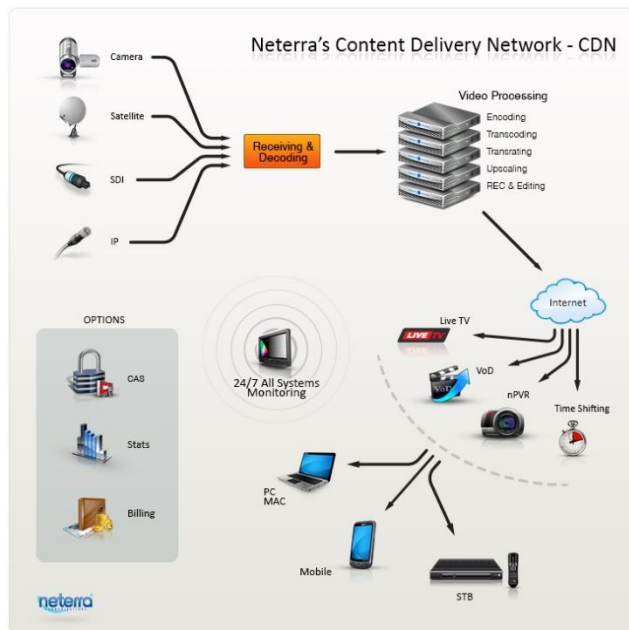 Neterra's Content Delivery Network - CDN
Camera
Satellite
SDI
IP
Receiving &
Decoding
Video Processing
Encoding
Transcoding
Transrating
Upscaling
REC & Editing
Internet
Live TV
LIVE TV
VoD
VoD
nPVR
Time Shifting
OPTIONS
CAS
Stats
Billing
24/7 All Systems
Monitoring
PC
MAC
Mobile
STB
neterra